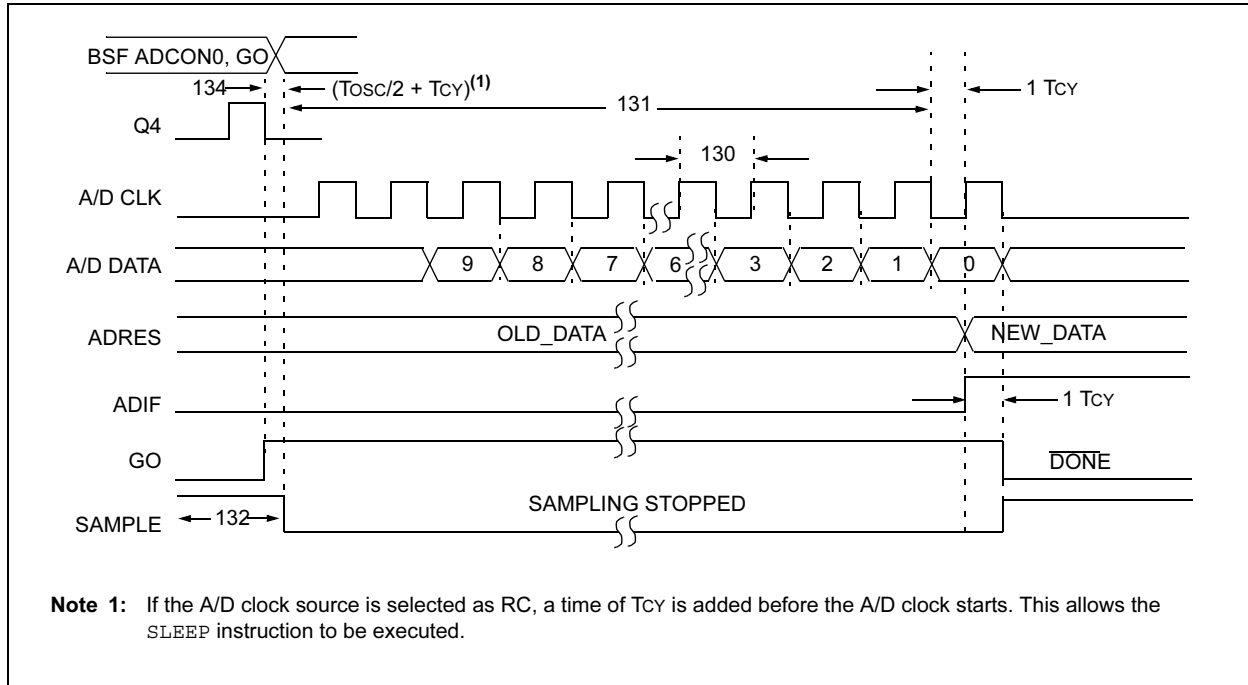 BSF ADCON0, GO
134
(TOSC/2 + TCY)(1)
131
1 TCY
Q4
130
A/D CLK
A/D DATA
9 8 7 6 3 2 1 0
ADRES
OLD_DATA
NEW_DATA
ADIF
1 TCY
GO
DONE
SAMPLING STOPPED
SAMPLE
132
Note 1: If the A/D clock source is selected as RC, a time of TCY is added before the A/D clock starts. This allows the
SLEEP instruction to be executed.